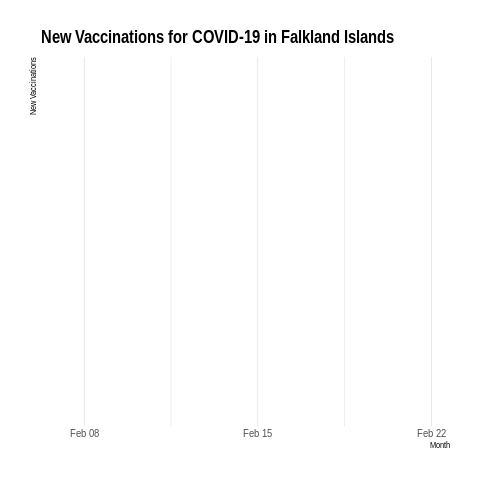 New Vaccinations for COVID-19 in Falkland Islands
New Vaccinations
Feb 08
Feb 15
Feb 22
Month